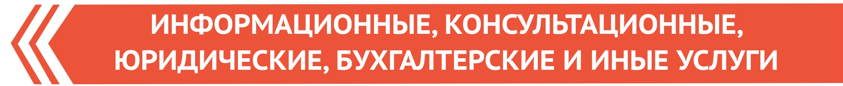 ИНФОРМАЦИОННЫЕ, КОНСУЛЬТАЦИОННЫЕ,
ЮРИДИЧЕСКИЕ, БУХГАЛТЕРСКИЕ И ИНЫЕ УСЛУГИ